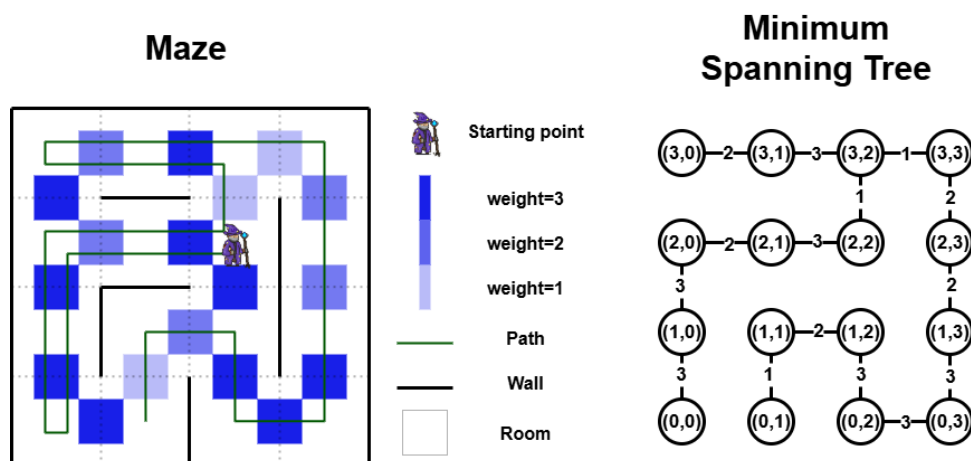 Maze
Minimum
Spanning Tree
Starting point
weight=3
weight=2
weight=1
Path
Wall
Room
(3,0) 2 (3,1) 3 (3,2) 1 (3,3)
1 2
(2,0) 2 (2,1) 3 (2,2) (2,3)
3 2
(1,0) (1,1) 2 (1,2) (1,3)
3 1 3 3
(0,0) (0,1) (0,2) 3 (0,3)